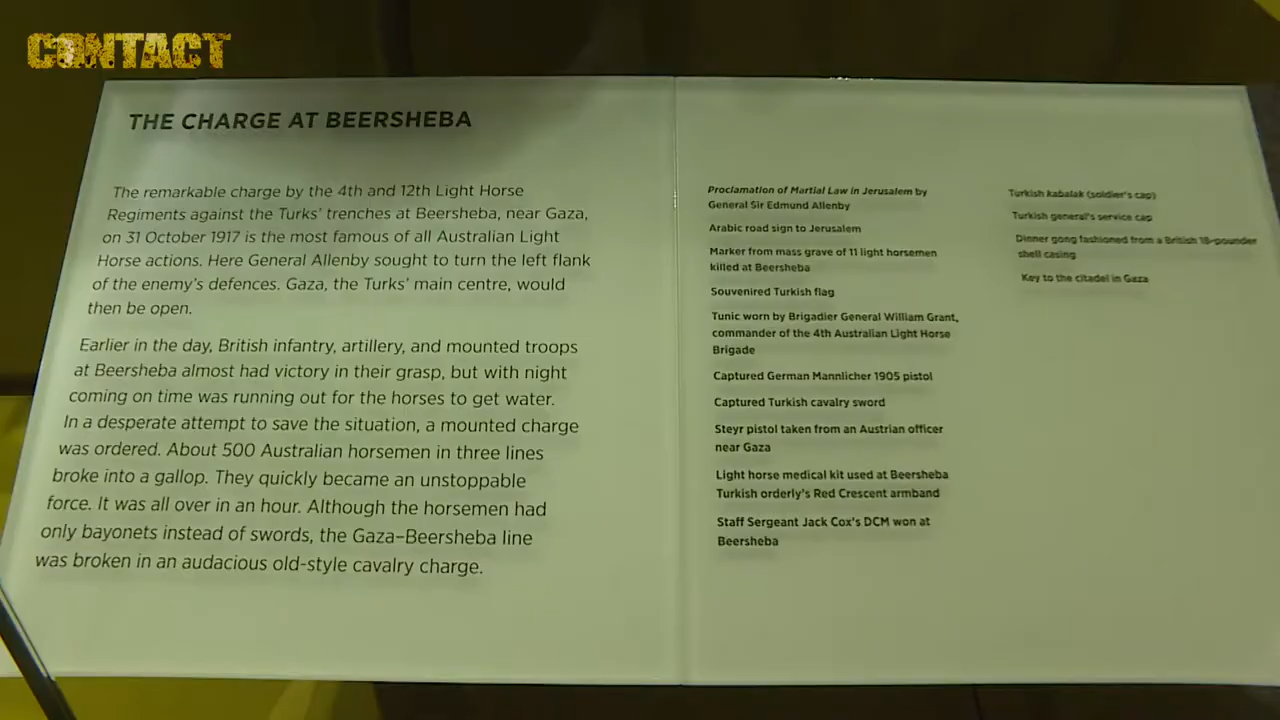 CONTACT
THE CHARGE AT BEERSHEBA
The remarkable charge by the 4th and 12th Light Horse
Regiments against the Turks' trenches at Beersheba, near Gaza,
on 31 October 1917 is the most famous of all Australian Light
Horse actions. Here General Allenby sought to turn the left flank
of the enemy's defences. Gaza, the Turks' main centre, would
then be open.
Earlier in the day, British infantry, artillery, and mounted troops
at Beersheba almost had victory in their grasp, but with night
coming on time was running out for the horses to get water.
In a desperate attempt to save the situation, a mounted charge
was ordered. About 500 Australian horsemen in three lines
broke into a gallop. They quickly became an unstoppable
force. It was all over in an hour. Although the horsemen had
only bayonets instead of swords, the Gaza–Beersheba line
was broken in an audacious old-style cavalry charge.
Proclamation of Martial Law in Jerusalem by
General Sir Edmund Allenby
Arabic road sign to Jerusalem
Marker from mass grave of 11 light horsemen
killed at Beersheba
Souvenired Turkish flag
Tunic worn by Brigadier General William Grant,
commander of the 4th Australian Light Horse
Brigade
Captured German Mannlicher 1905 pistol
Captured Turkish cavalry sword
Steyr pistol taken from an Austrian officer
near Gaza
Light horse medical kit used at Beersheba
Turkish orderly's Red Crescent armband
Staff Sergeant Jack Cox's DCM won at
Beersheba
Turkish kabalak (soldier's cap)
Turkish general's service cap
Dinner gong fashioned from a British 18-pounder
shell casing
Key to the citadel in Gaza